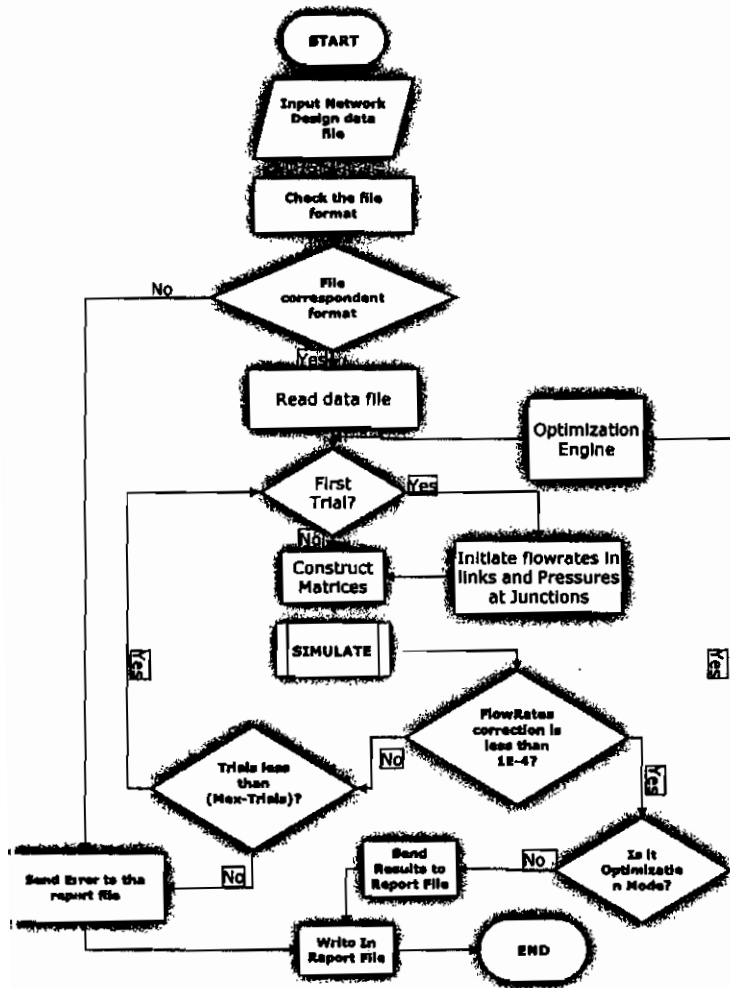 START
Input Network
Design data
file
Check the file
format
File
correspondent
format
No
Yes
Read data file
Optimization
Engine
First
Trial?
Yes
No
Construct
Matrices
Initiate flowrates in
links and Pressures
at Junctions
SIMULATE
Yes
Yes
FlowRates
correction is
less than
1E-4?
No
Yes
Trials less
than
(Max-Trials)?
No
Send Error to the
report file
Send
Results to
Report File
No
Is it
Optimizatio
n Mode?
Write In
Report File
END